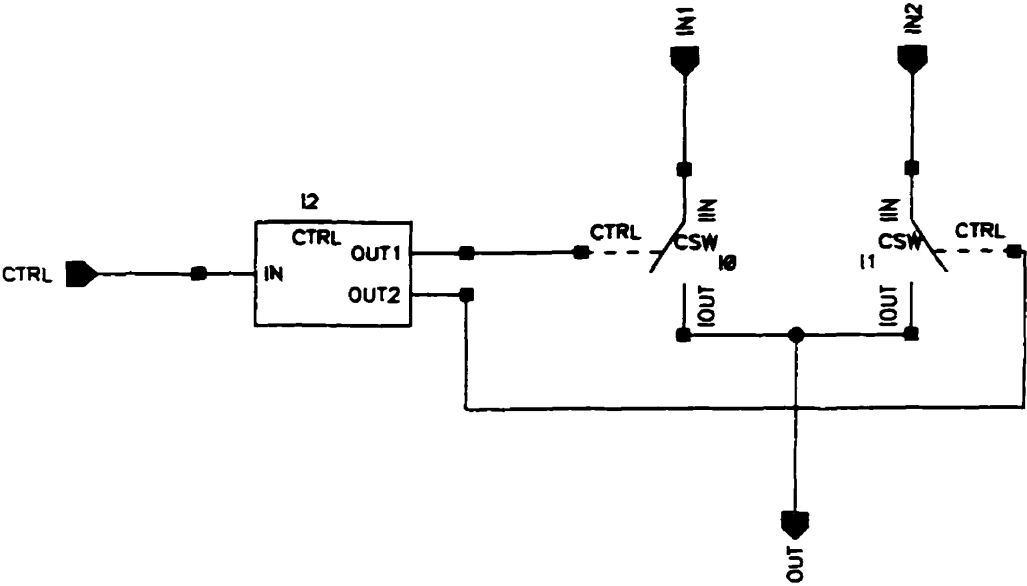 IN1
IN2
I2
CTRL
OUT1
IN
OUT2
CTRL
CTRL
IIN
CSW
I0
IOUT
IIN
CSW
I1
IOUT
CTRL
OUT